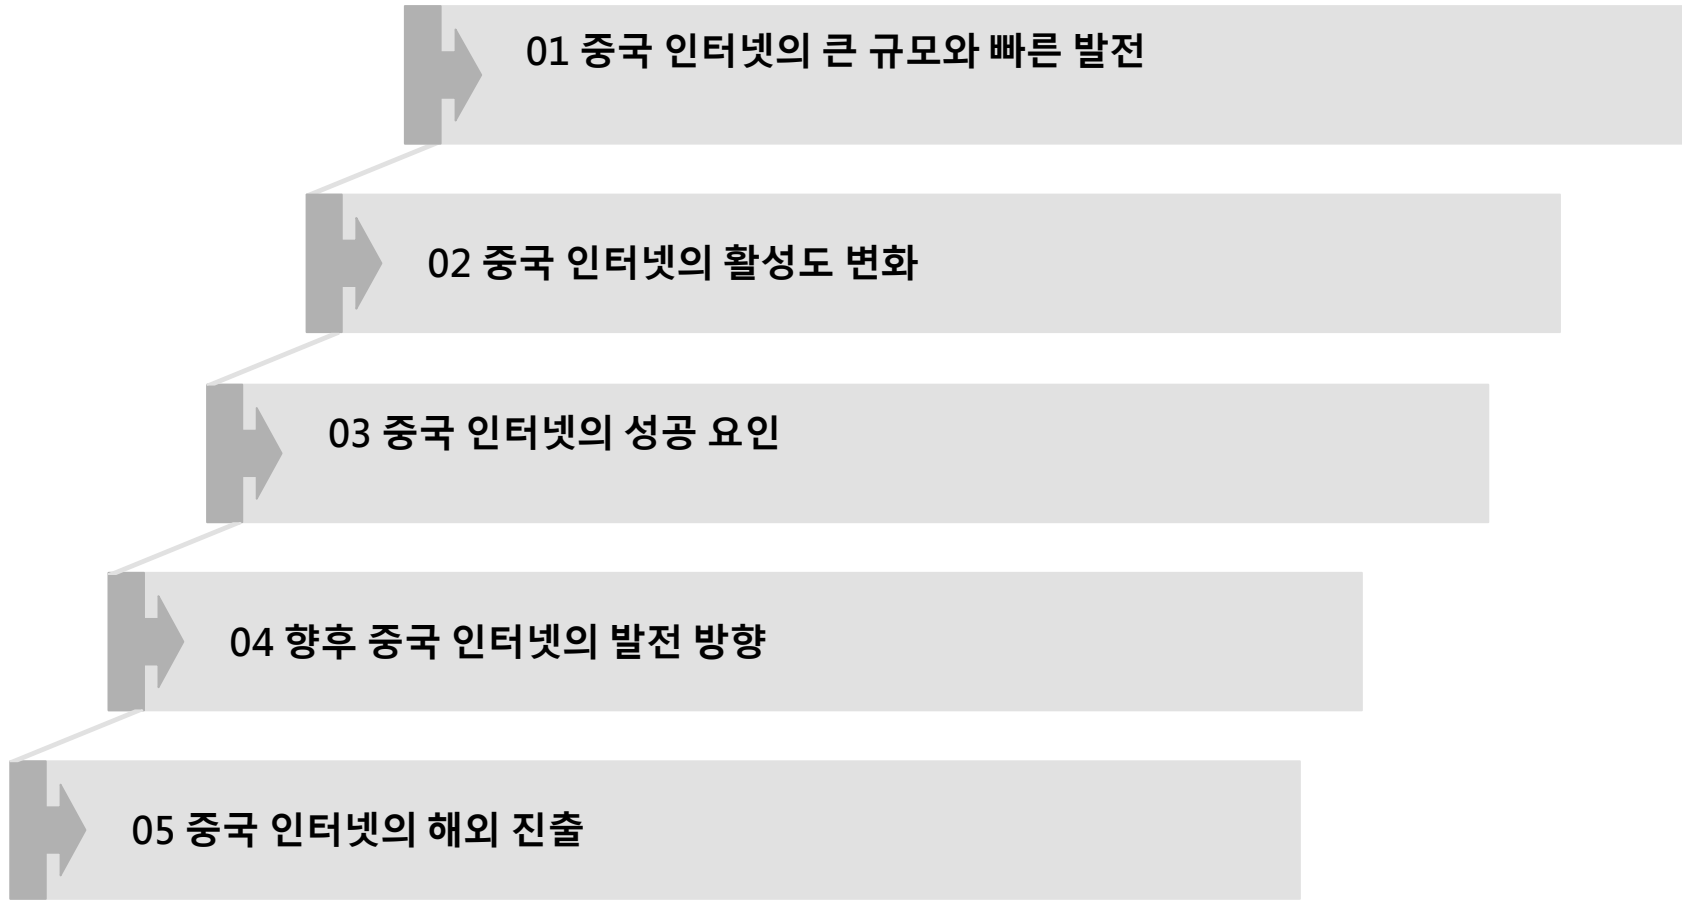 01 중국 인터넷의 큰 규모와 빠른 발전
02 중국 인터넷의 활성도 변화
03 중국 인터넷의 성공 요인
04 향후 중국 인터넷의 발전 방향
05 중국 인터넷의 해외 진출